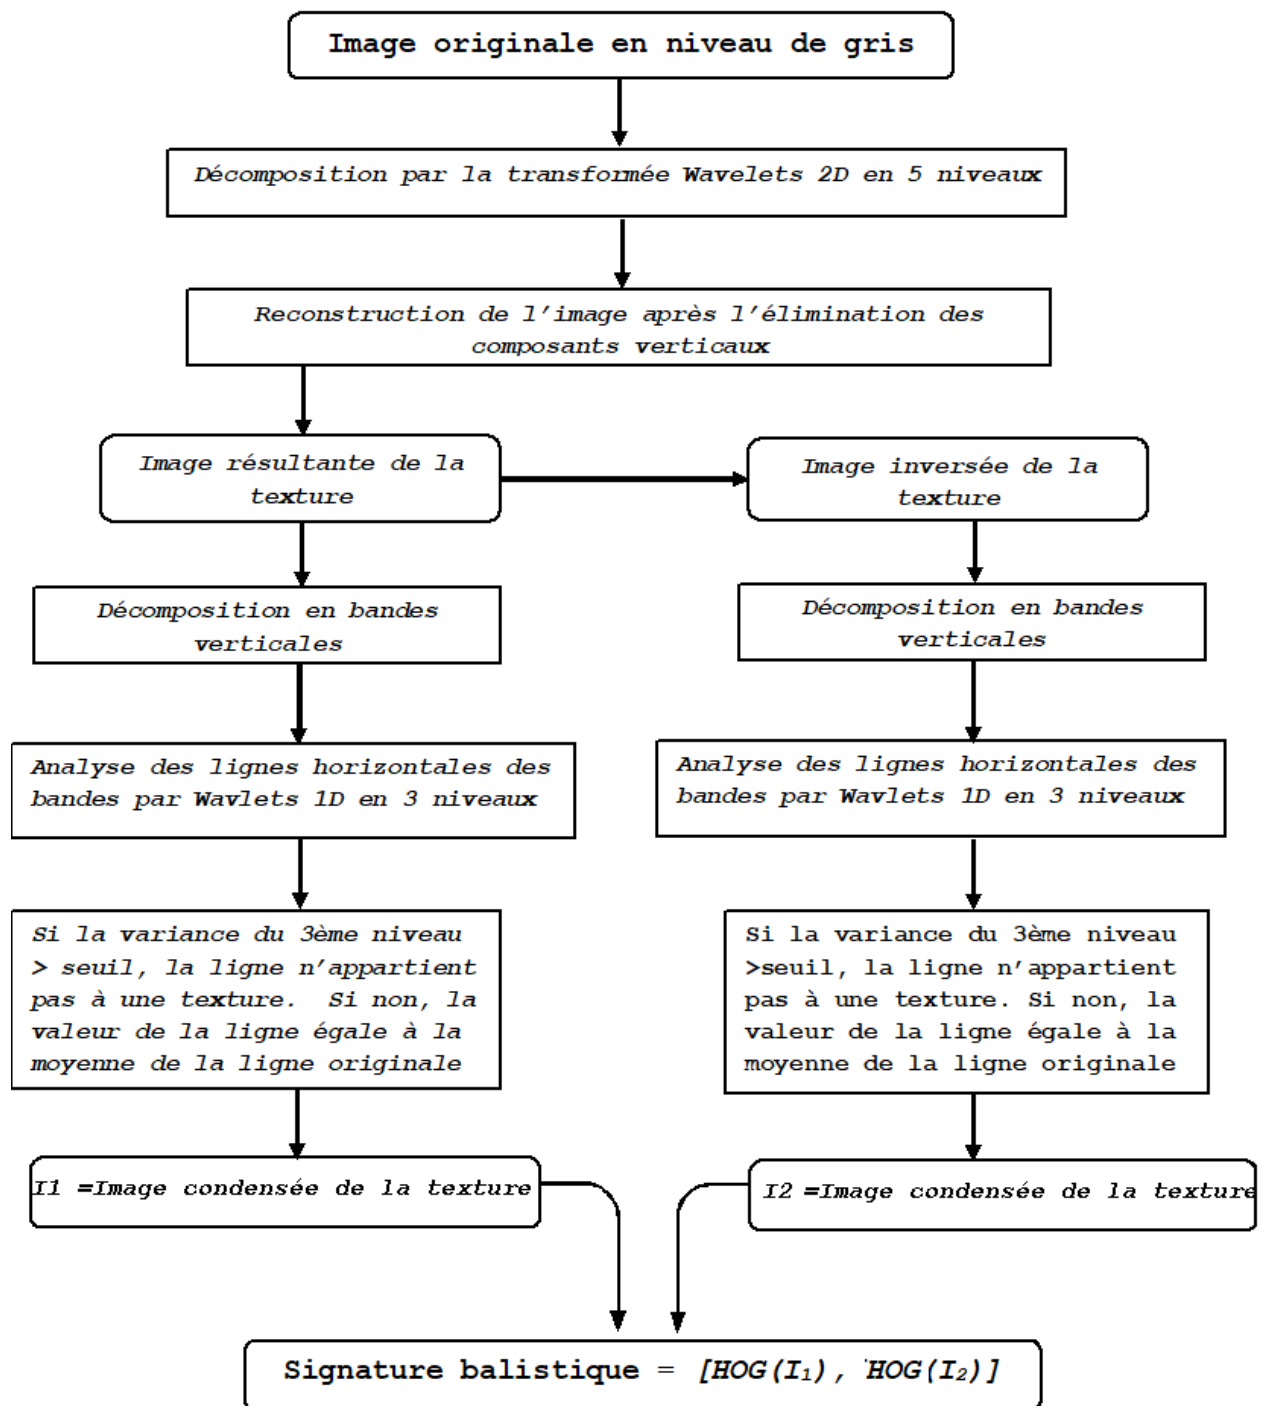 Image originale en niveau de gris
Décomposition par la transformée Wavelets 2D en 5 niveaux
Reconstruction de l'image après l'élimination des
composants verticaux
Image résultante de la
texture
Image inversée de la
texture
Décomposition en bandes
verticales
Décomposition en bandes
verticales
Analyse des lignes horizontales des
bandes par Wavlets 1D en 3 niveaux
Analyse des lignes horizontales des
bandes par Wavlets 1D en 3 niveaux
Si la variance du 3ème niveau
> seuil, la ligne n'appartient
pas à une texture. Si non, la
valeur de la ligne égale à la
moyenne de la ligne originale
Si la variance du 3ème niveau
>seuil, la ligne n'appartient
pas à une texture. Si non, la
valeur de la ligne égale à la
moyenne de la ligne originale
I1 =Image condensée de la texture
I2 =Image condensée de la texture
Signature balistique = [HOG(I₁), HOG(I₂)]